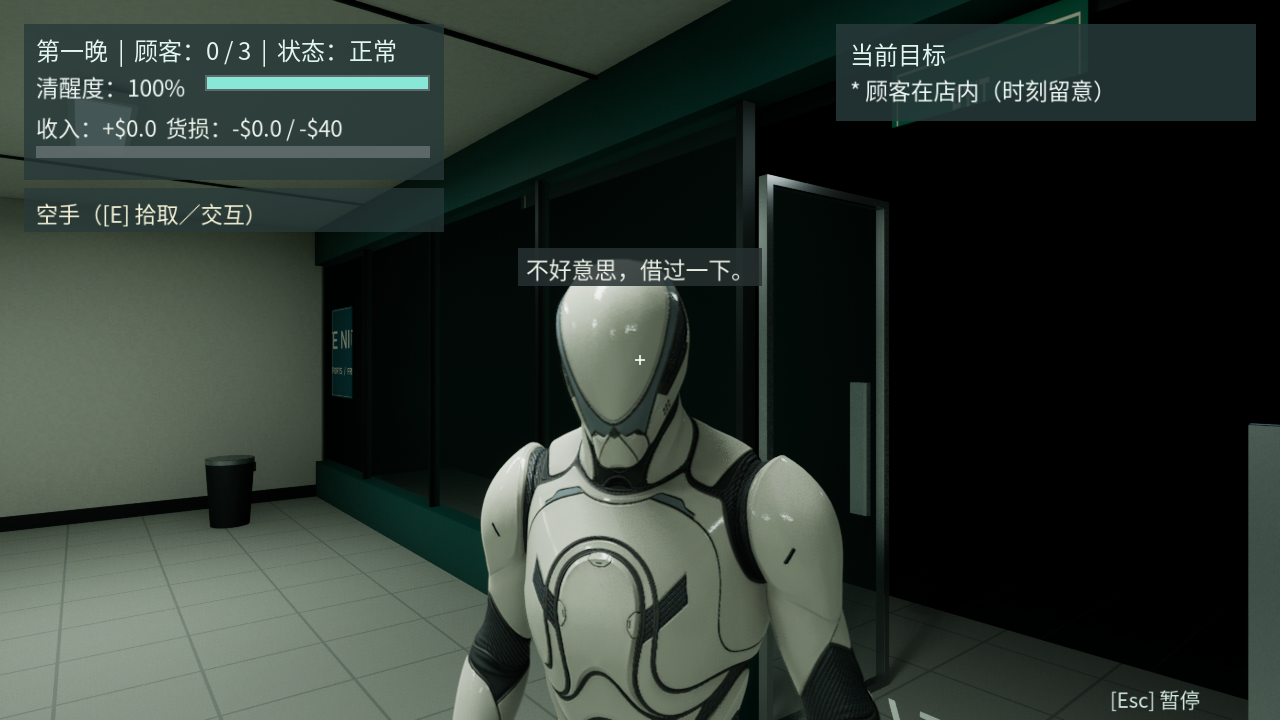 第一晚 | 顾客：0 / 3 | 状态：正常
清醒度：100%
收入：+$0.0 货损：-$0.0 / -$40
空手（[E] 拾取／交互）
当前目标
* 顾客在店内（时刻留意）
不好意思，借过一下。
E NI
[Esc] 暂停